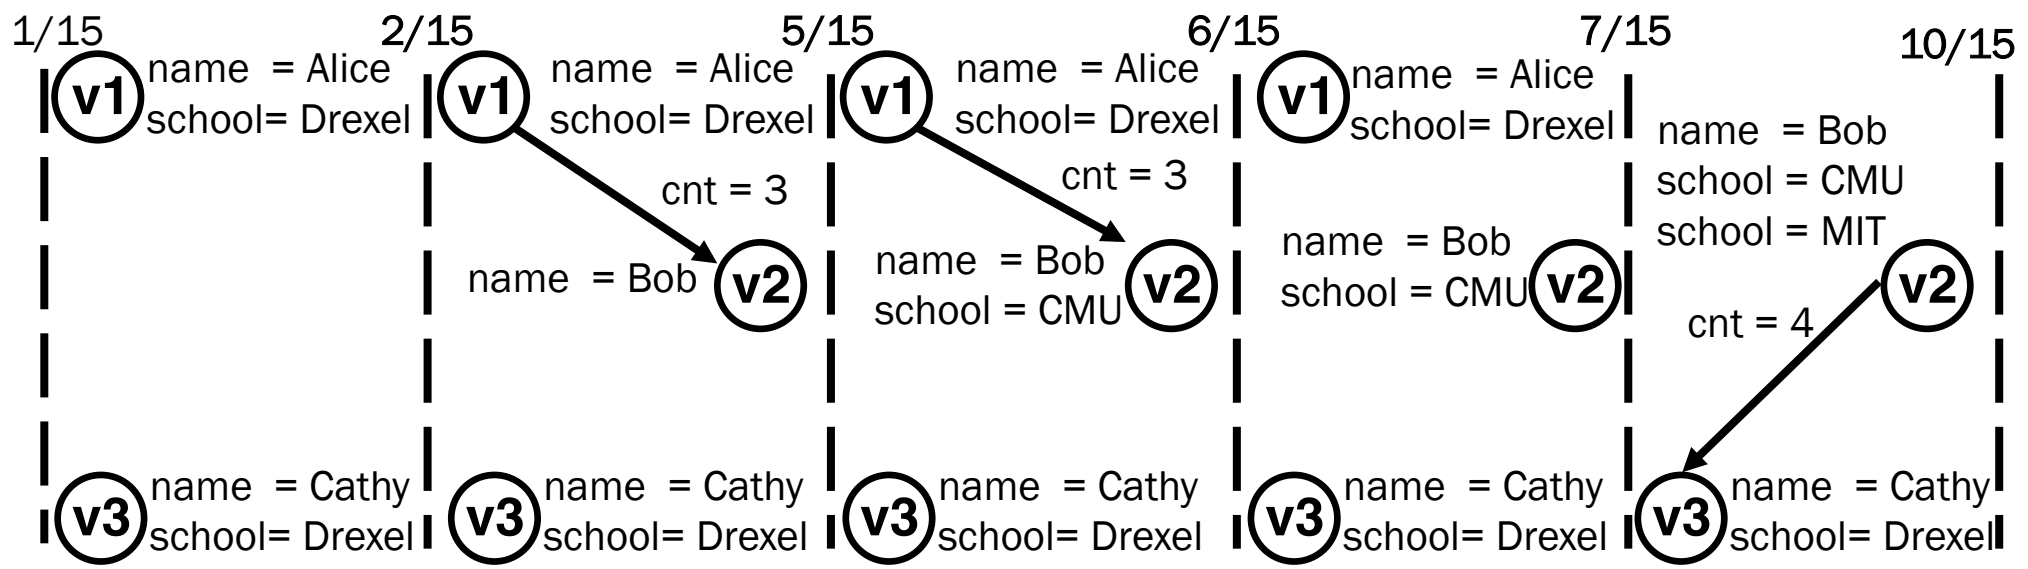 1/15
2/15
5/15
6/15
7/15
10/15
v1
name = Alice
school= Drexel
v3
name = Cathy
school= Drexel
v1
name = Alice
school= Drexel
cnt = 3
name = Bob
v2
v3
name = Cathy
school= Drexel
v1
name = Alice
school= Drexel
cnt = 3
name = Bob
school = CMU
v2
v3
name = Cathy
school= Drexel
v1
name = Alice
school= Drexel
name = Bob
school = CMU
v2
v3
name = Cathy
school= Drexel
name = Bob
school = CMU
school = MIT
v2
cnt = 4
v3
name = Cathy
school= Drexel